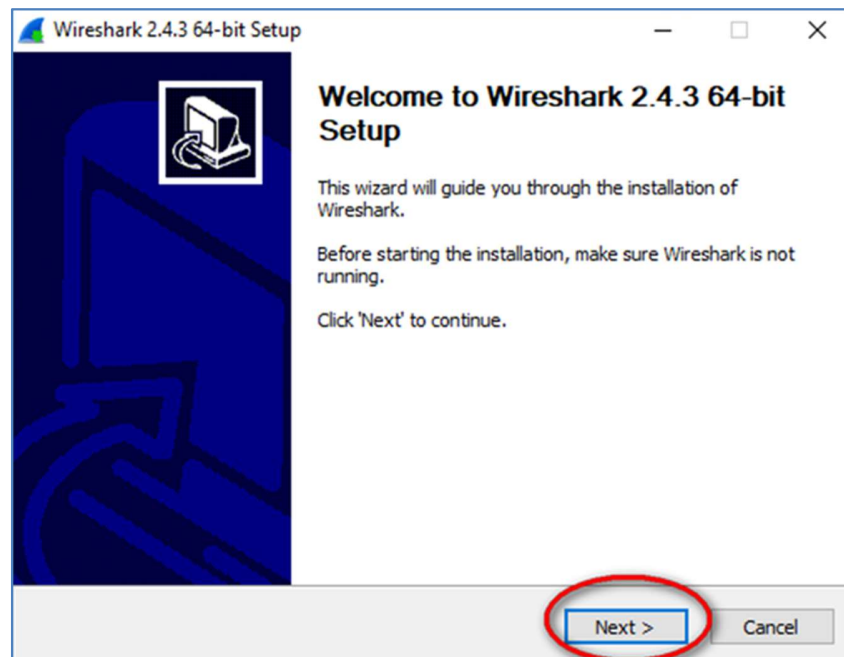 Wireshark 2.4.3 64-bit Setup
Welcome to Wireshark 2.4.3 64-bit
Setup
This wizard will guide you through the installation of
Wireshark.
Before starting the installation, make sure Wireshark is not
running.
Click 'Next' to continue.
Next >
Cancel